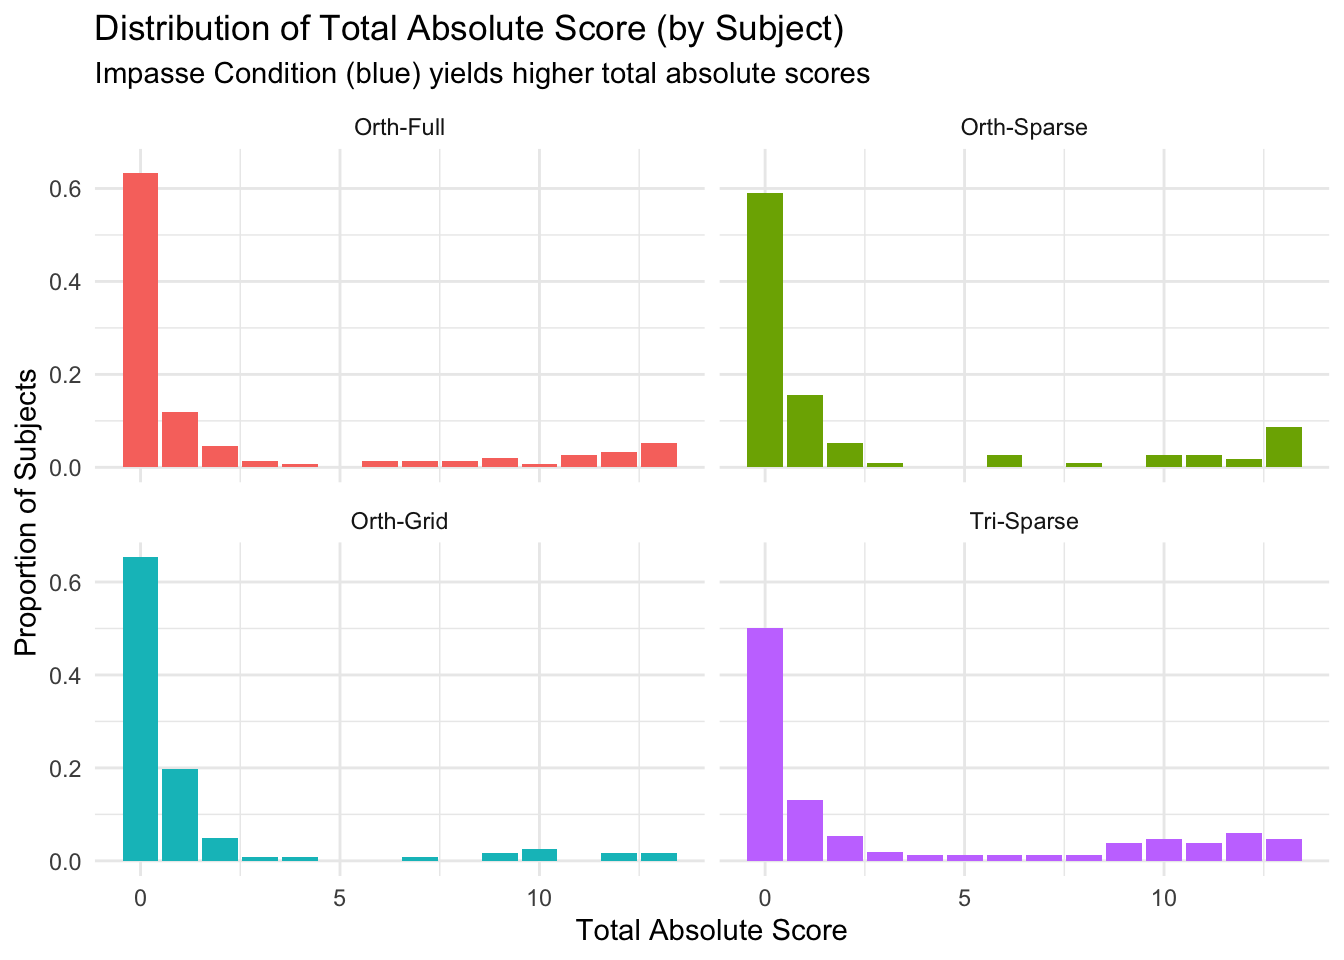 Distribution of Total Absolute Score (by Subject)
Impasse Condition (blue) yields higher total absolute scores
Orth-Full
Orth-Sparse
0.6
0.4
0.2
0.0
Orth-Grid
Tri-Sparse
0.6
0.4
0.2
0.0
0
5
10
0
5
10
Total Absolute Score
Proportion of Subjects